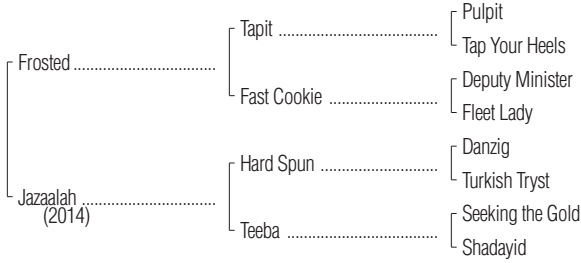 Pulpit
Tapit ........................................
Tap Your Heels
Frosted ....................................
Deputy Minister
Fast Cookie ...........................
Fleet Lady
Danzig
Hard Spun .............................
Turkish Tryst
Jazaalah ..................................
(2014)
Seeking the Gold
Teeba ......................................
Shadayid